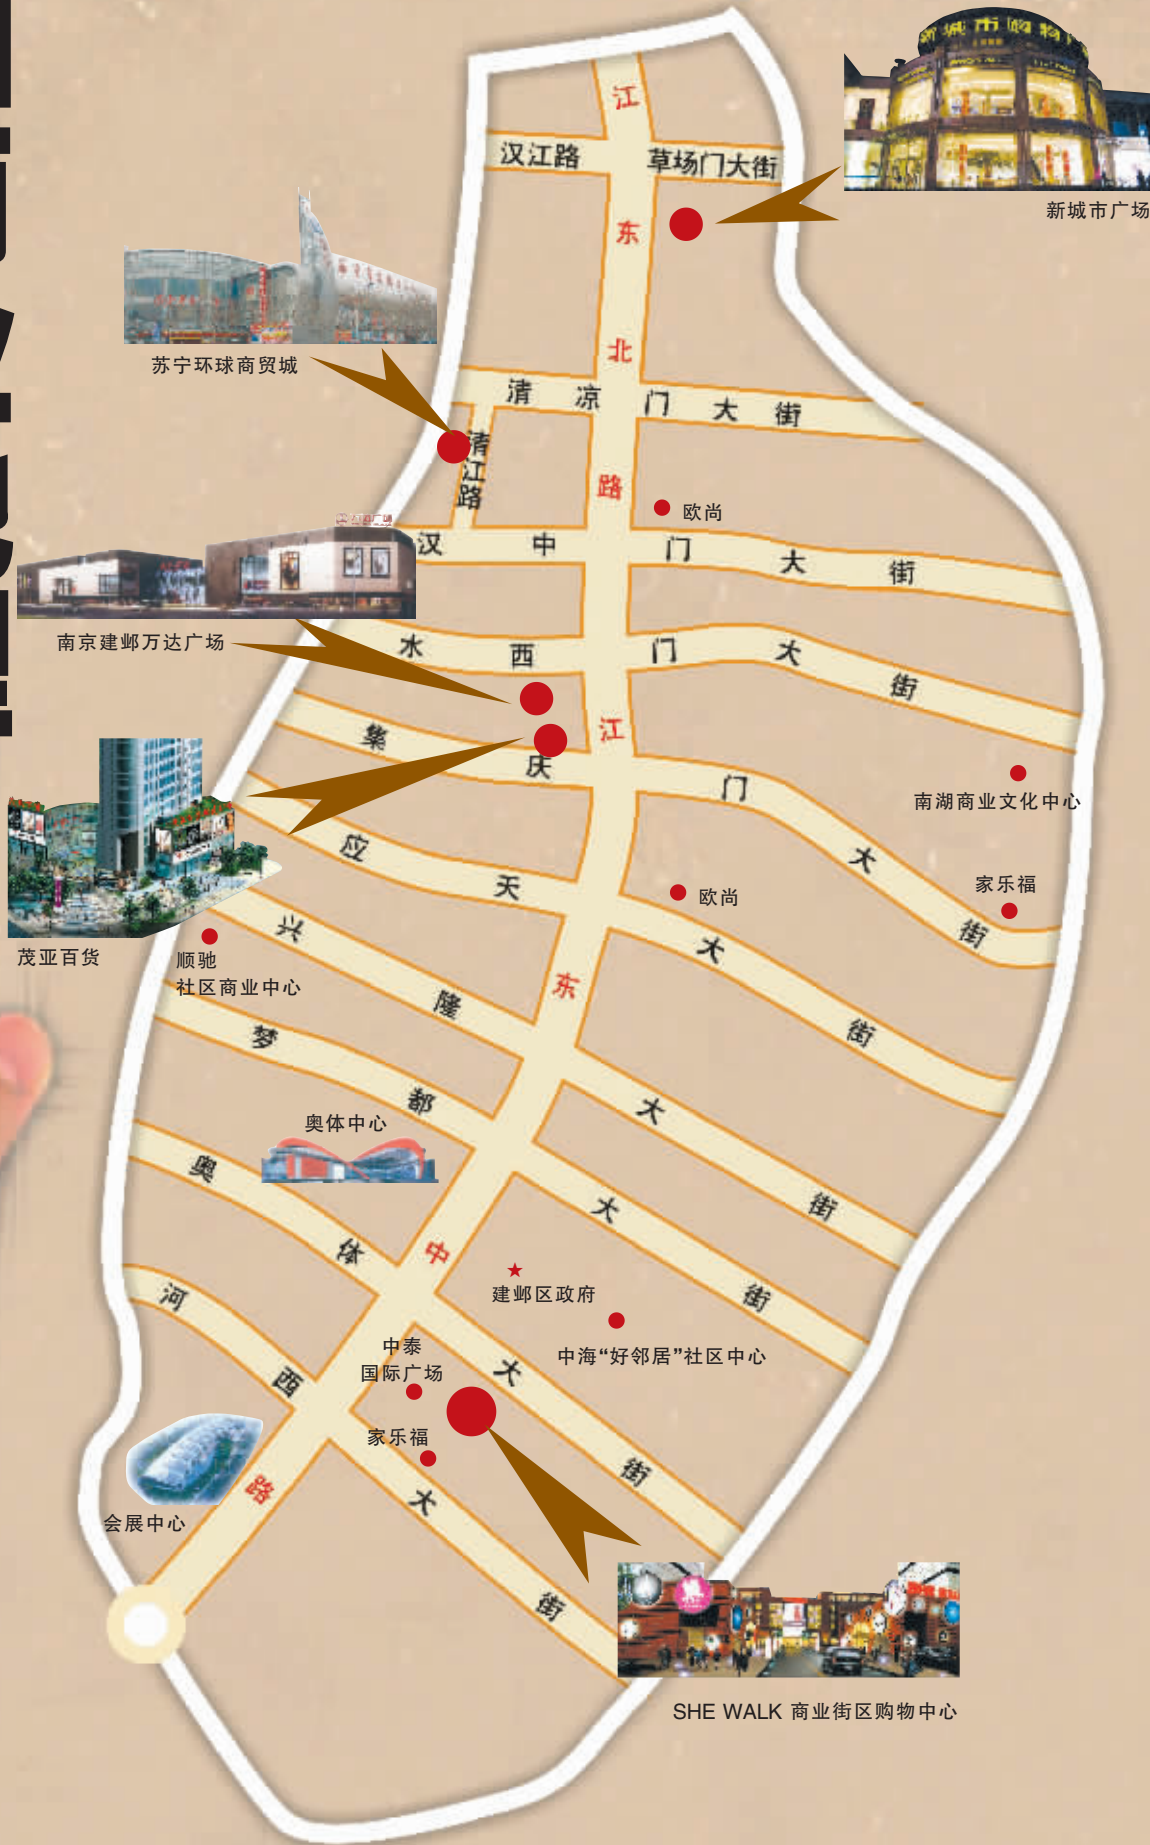 新城市购物
新城市广场
江
东
北
路
汉江路
草场门大街
苏宁环球商贸城
清凉门大街
清江路
欧尚
汉中门大街
南京建邺万达广场
水西门大街
江
东
中
路
集庆门大街
南湖商业文化中心
家乐福
应天大街
欧尚
茂亚百货
顺驰
社区商业中心
兴隆大街
梦都大街
奥体中心
奥体大街
建邺区政府
中海“好邻居”社区中心
河西大街
中泰
国际广场
家乐福
会展中心
SHE WALK 商业街区购物中心